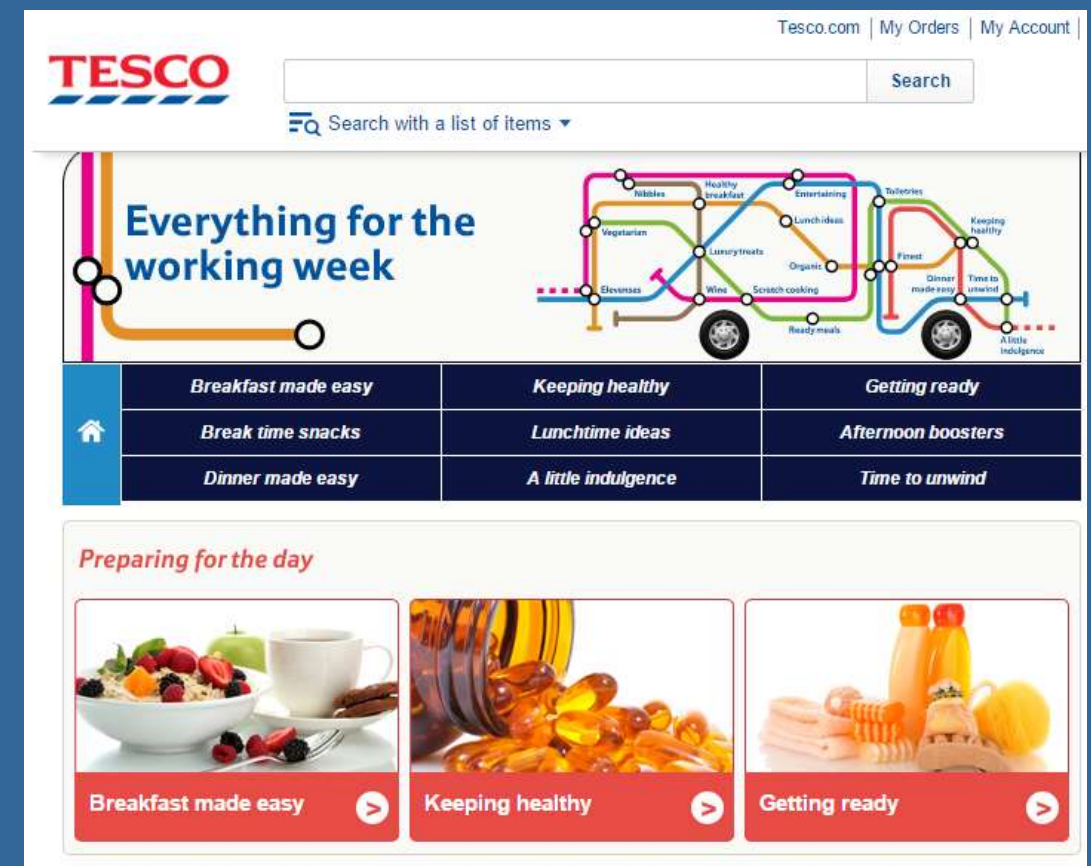 Tesco.com | My Orders | My Account |
TESCO
Search
Search with a list of items
Everything for the
working week
Nibbles
Healthy
breakfast
Entertaining
Toiletries
Vegetarian
Lunch ideas
Keeping
healthy
Luxury treats
Organic
Finest
Elevenses
Wine
Scratch cooking
Dinner
made easy
Time to
unwind
Ready meals
A little
indulgence
Breakfast made easy
Keeping healthy
Getting ready
Break time snacks
Lunchtime ideas
Afternoon boosters
Dinner made easy
A little indulgence
Time to unwind
Preparing for the day
Breakfast made easy >
Keeping healthy >
Getting ready >